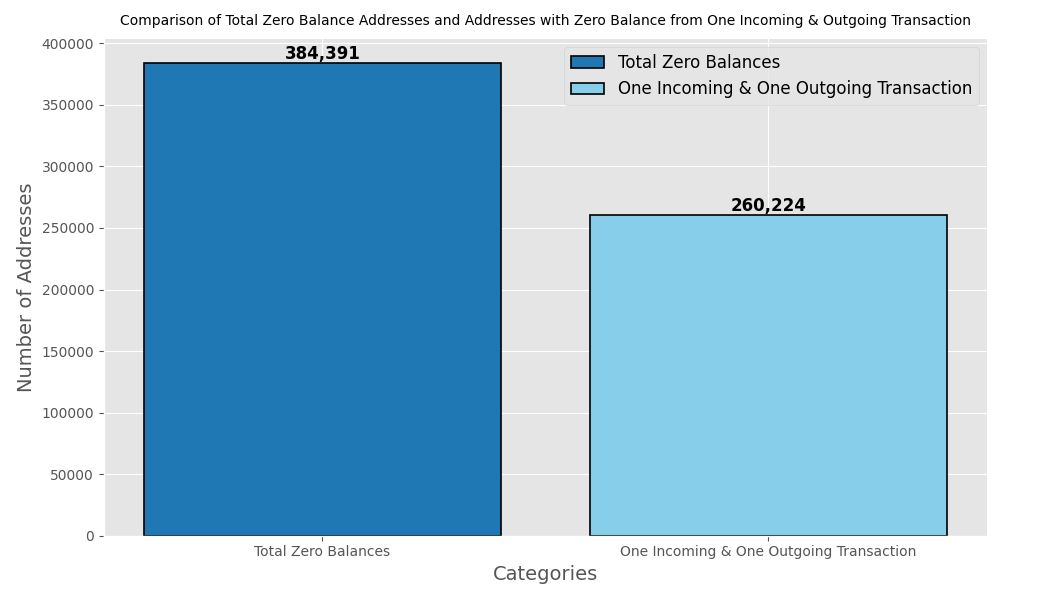 Comparison of Total Zero Balance Addresses and Addresses with Zero Balance from One Incoming & Outgoing Transaction
400000
350000
300000
250000
200000
150000
100000
50000
0
Number of Addresses
384,391
260,224
Total Zero Balances
One Incoming & One Outgoing Transaction
Total Zero Balances
One Incoming & One Outgoing Transaction
Categories